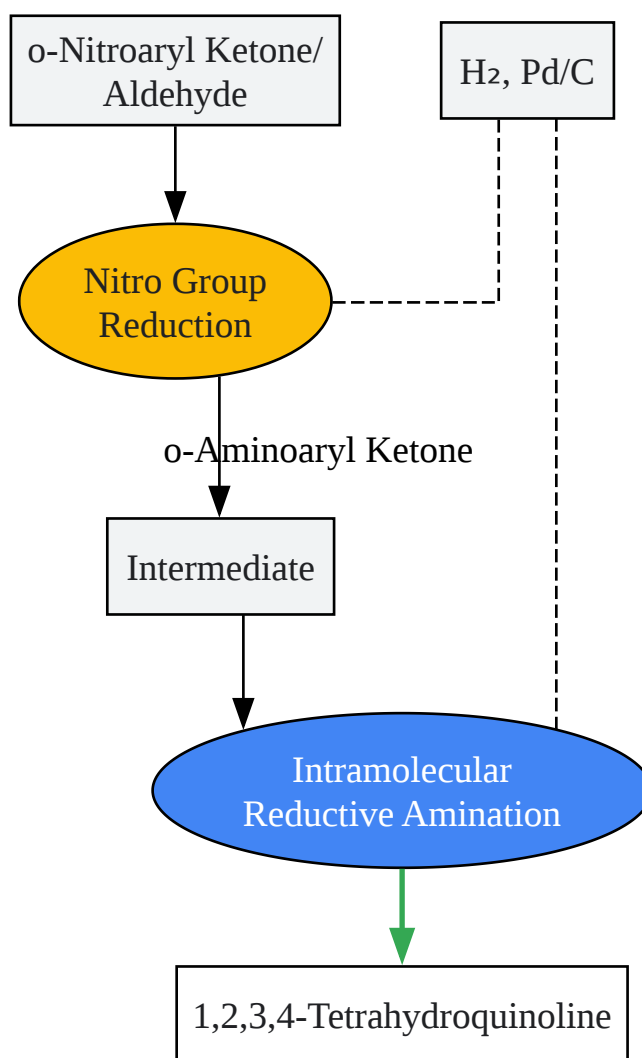 o-Nitroaryl Ketone/
Aldehyde
H₂, Pd/C
Nitro Group
Reduction
o-Aminoaryl Ketone
Intermediate
Intramolecular
Reductive Amination
1,2,3,4-Tetrahydroquinoline